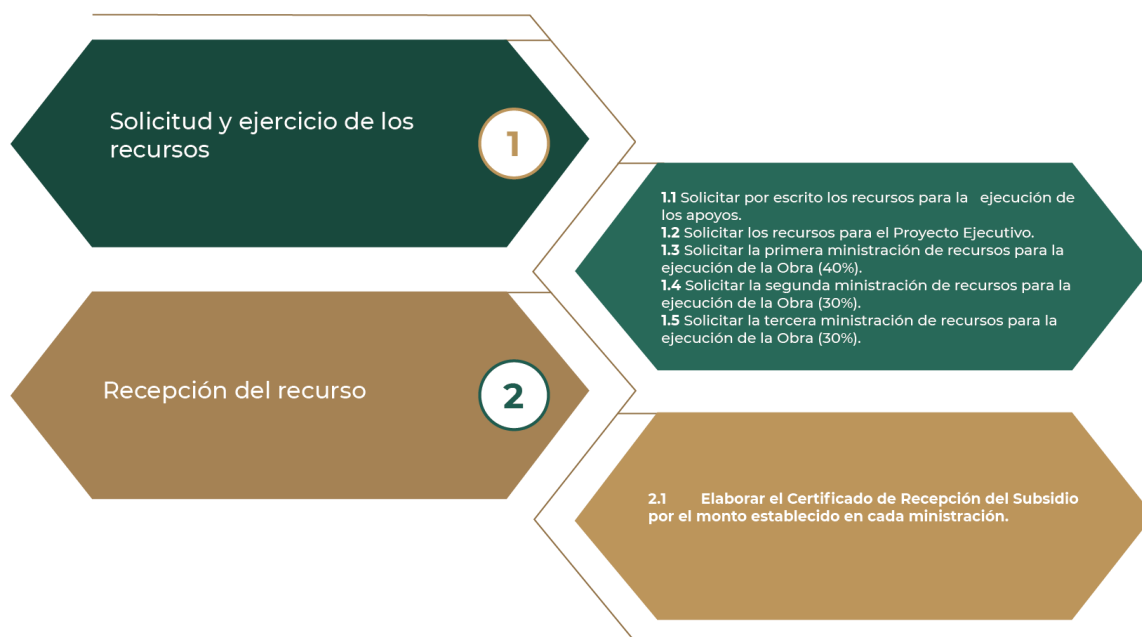 Solicitud y ejercicio de los
recursos
1
1.1 Solicitar por escrito los recursos para la ejecución de
los apoyos.
1.2 Solicitar los recursos para el Proyecto Ejecutivo.
1.3 Solicitar la primera ministración de recursos para la
ejecución de la Obra (40%).
1.4 Solicitar la segunda ministración de recursos para la
ejecución de la Obra (30%).
1.5 Solicitar la tercera ministración de recursos para la
ejecución de la Obra (30%).
Recepción del recurso
2
2.1 Elaborar el Certificado de Recepción del Subsidio
por el monto establecido en cada ministración.